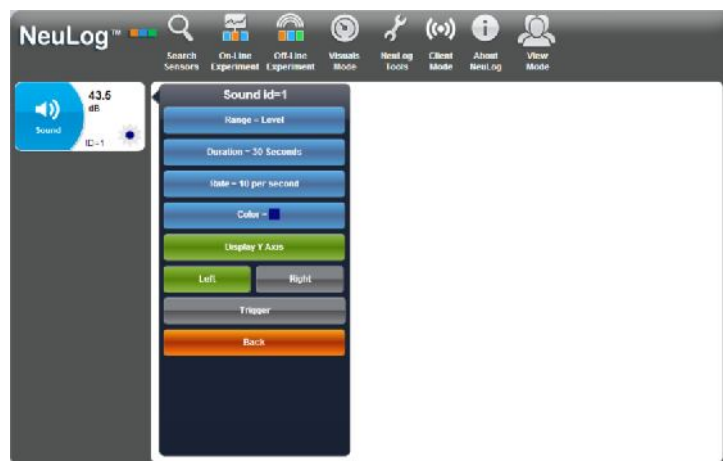 NeuLog™
Search Sensors
On-Line Experiment
Off-Line Experiment
Visuals Mode
NeuLog Tools
Client Mode
About NeuLog
View Mode
43.5
dB
Sound
ID=1
Sound Id=1
Range = Level
Duration = 30 Seconds
Rate = 10 per second
Color =
Display Y Axis
Left
Right
Trigger
Back